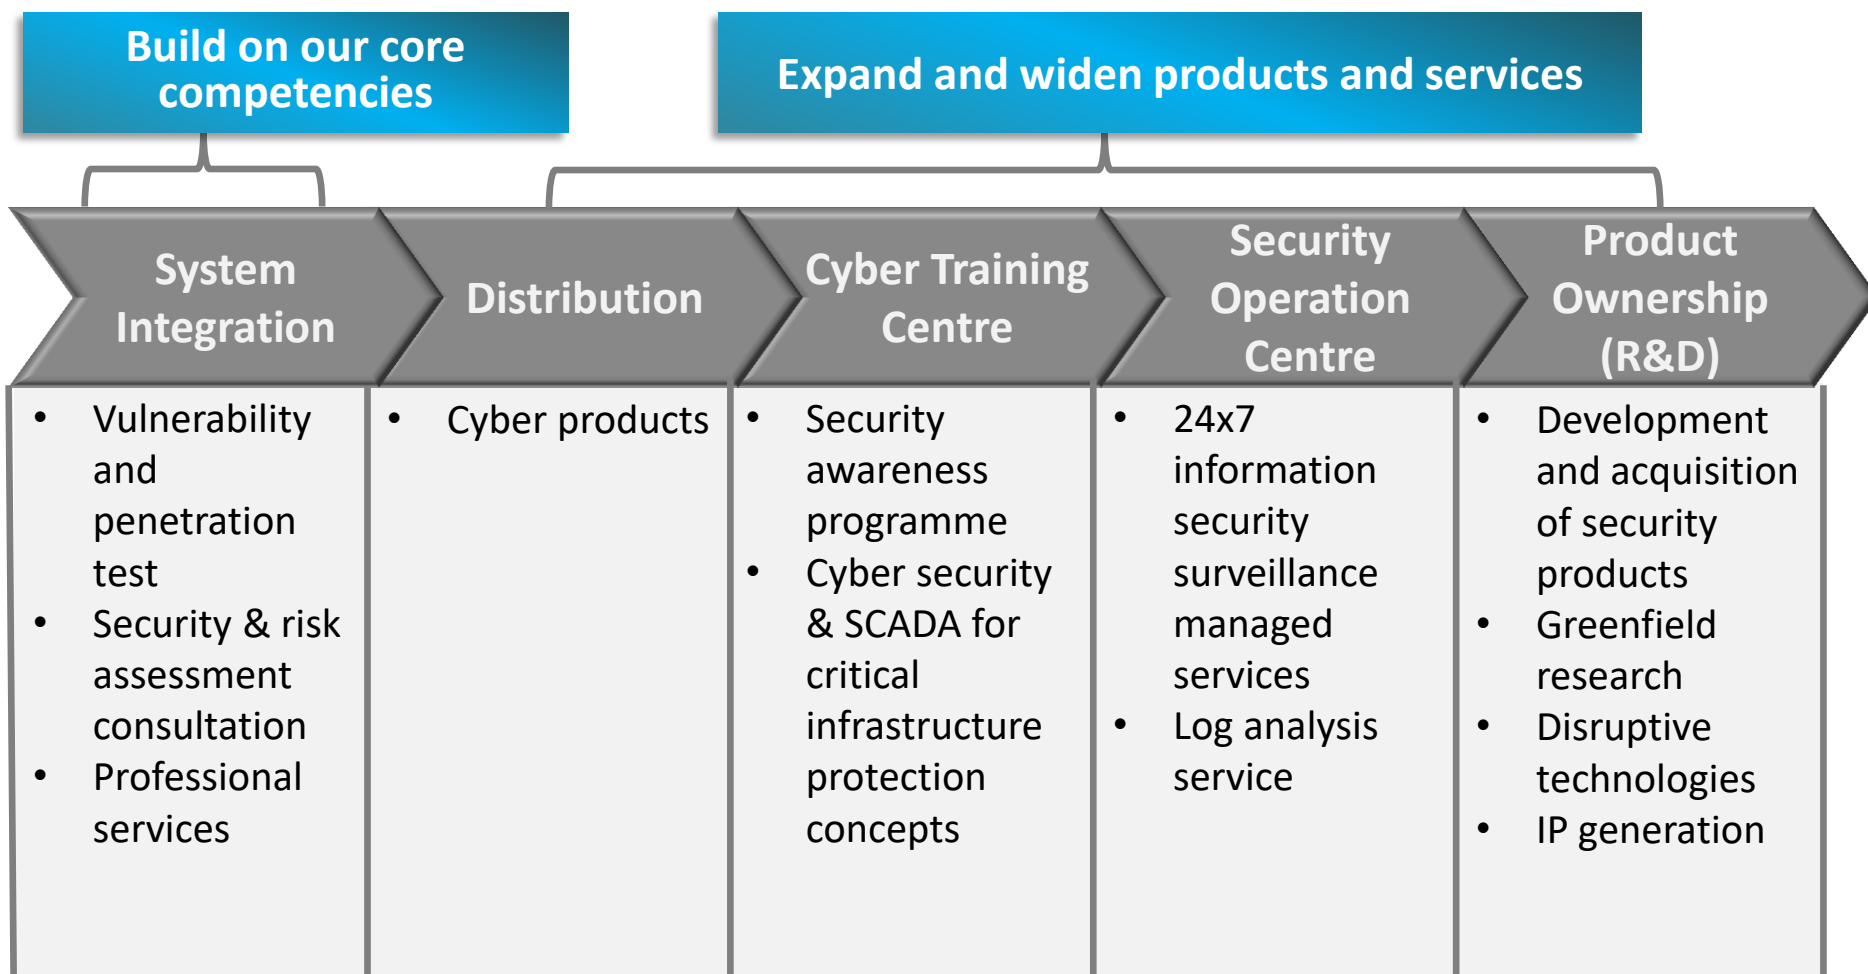 Build on our core
competencies
Expand and widen products and services
System
Integration
Distribution
Cyber Training
Centre
Security
Operation
Centre
Product
Ownership
(R&D)
• Vulnerability
and
penetration
test
• Security & risk
assessment
consultation
• Professional
services
• Cyber products
• Security
awareness
programme
• Cyber security
& SCADA for
critical
infrastructure
protection
concepts
• 24x7
information
security
surveillance
managed
services
• Log analysis
service
• Development
and acquisition
of security
products
• Greenfield
research
• Disruptive
technologies
• IP generation